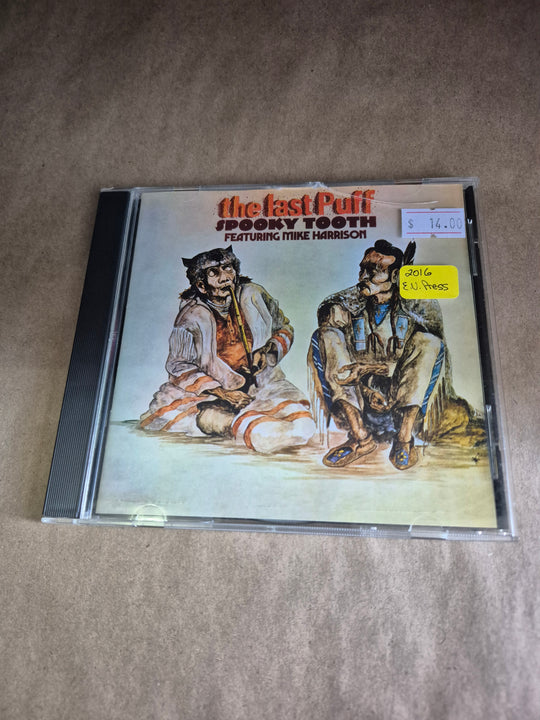 the last Puff
SPOOKY TOOTH
FEATURING MIKE HARRISON
$ 14.00
2016
E.U. Press